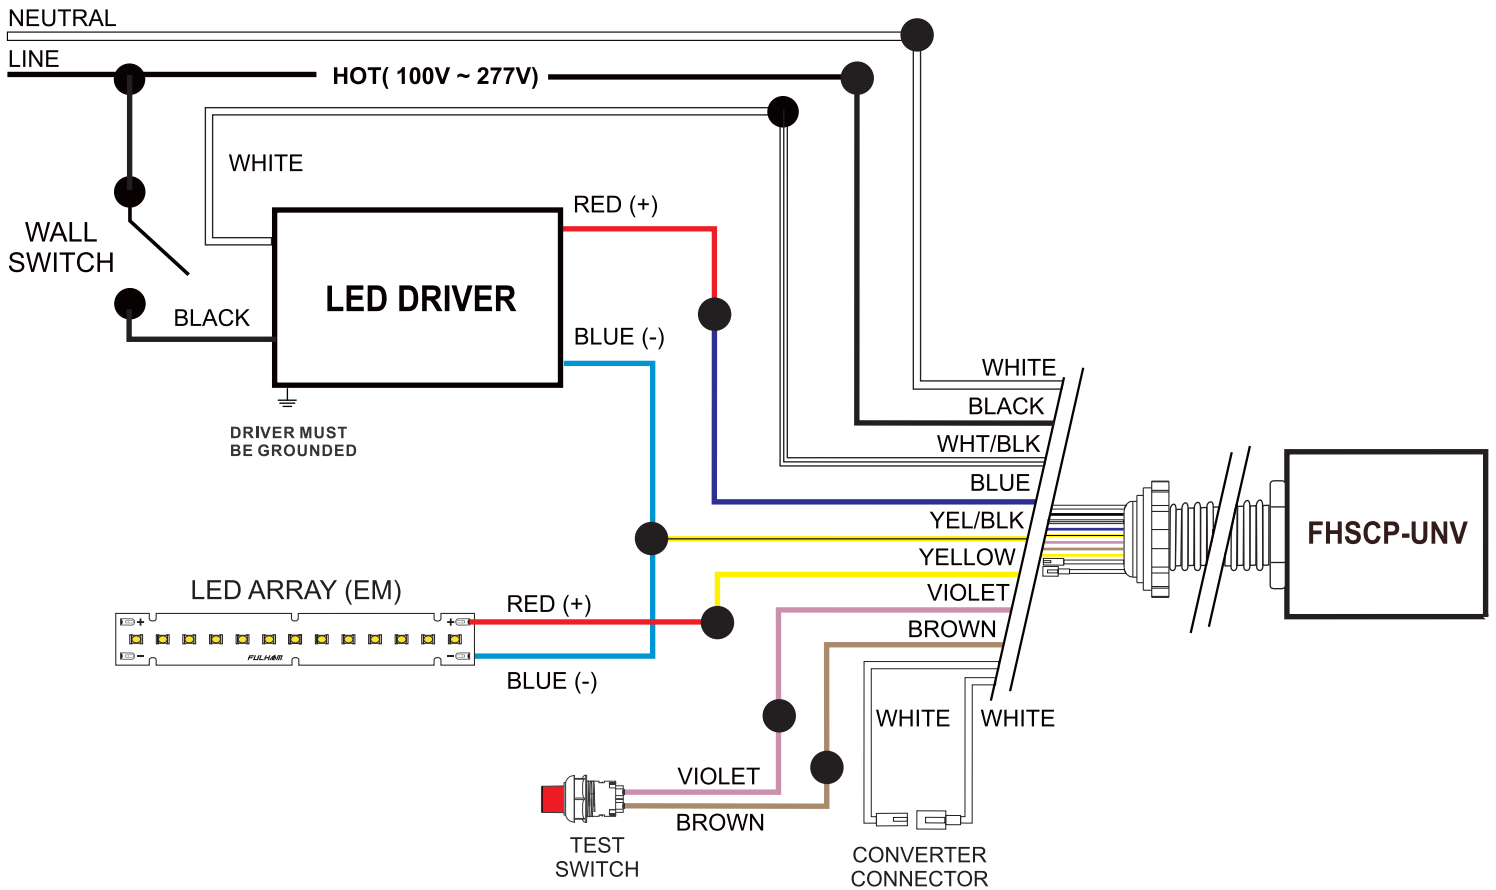 NEUTRAL
LINE
HOT( 100V ~ 277V)
WHITE
RED (+)
WALL
SWITCH
LED DRIVER
BLACK
BLUE (-)
WHITE
BLACK
DRIVER MUST
BE GROUNDED
WHT/BLK
BLUE
YEL/BLK
FHSCP-UNV
YELLOW
LED ARRAY (EM)
VIOLET
RED (+)
BROWN
+
+
-
FULHAM
-
BLUE (-)
WHITE
WHITE
VIOLET
BROWN
TEST
SWITCH
CONVERTER
CONNECTOR